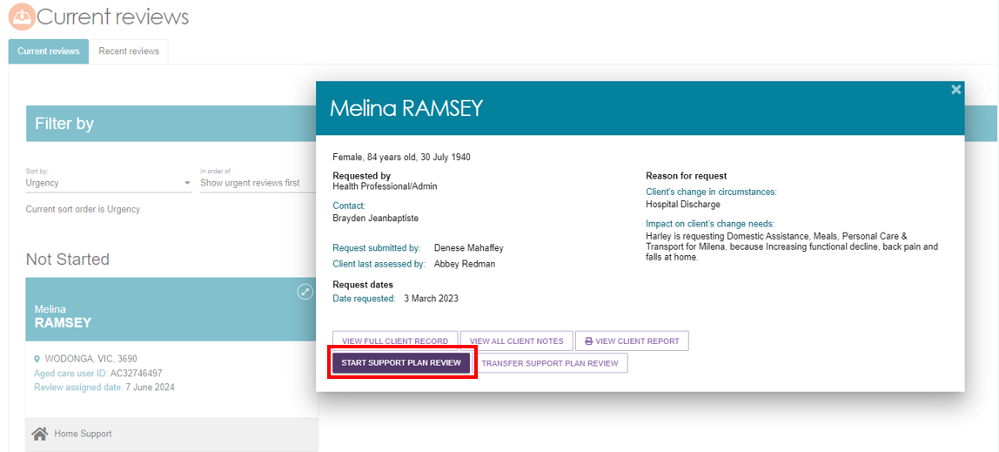 Current reviews
Current reviews
Recent reviews
Filter by
Sort by:
Urgency
in order of
Show urgent reviews first
Current sort order is Urgency
Not Started
Melina
RAMSEY
WODONGA, VIC, 3690
Aged care user ID: AC32746497
Review assigned date: 7 June 2024
Home Support
Melina RAMSEY
Female, 84 years old, 30 July 1940
Requested by
Health Professional/Admin
Contact:
Brayden Jeanbaptiste
Request submitted by: Denese Mahaffey
Client last assessed by: Abbey Redman
Request dates
Date requested: 3 March 2023
Reason for request
Client's change in circumstances:
Hospital Discharge
Impact on client's change needs:
Harley is requesting Domestic Assistance, Meals, Personal Care &
Transport for Milena, because Increasing functional decline, back pain and
falls at home.
VIEW FULL CLIENT RECORD
VIEW ALL CLIENT NOTES
VIEW CLIENT REPORT
START SUPPORT PLAN REVIEW
TRANSFER SUPPORT PLAN REVIEW